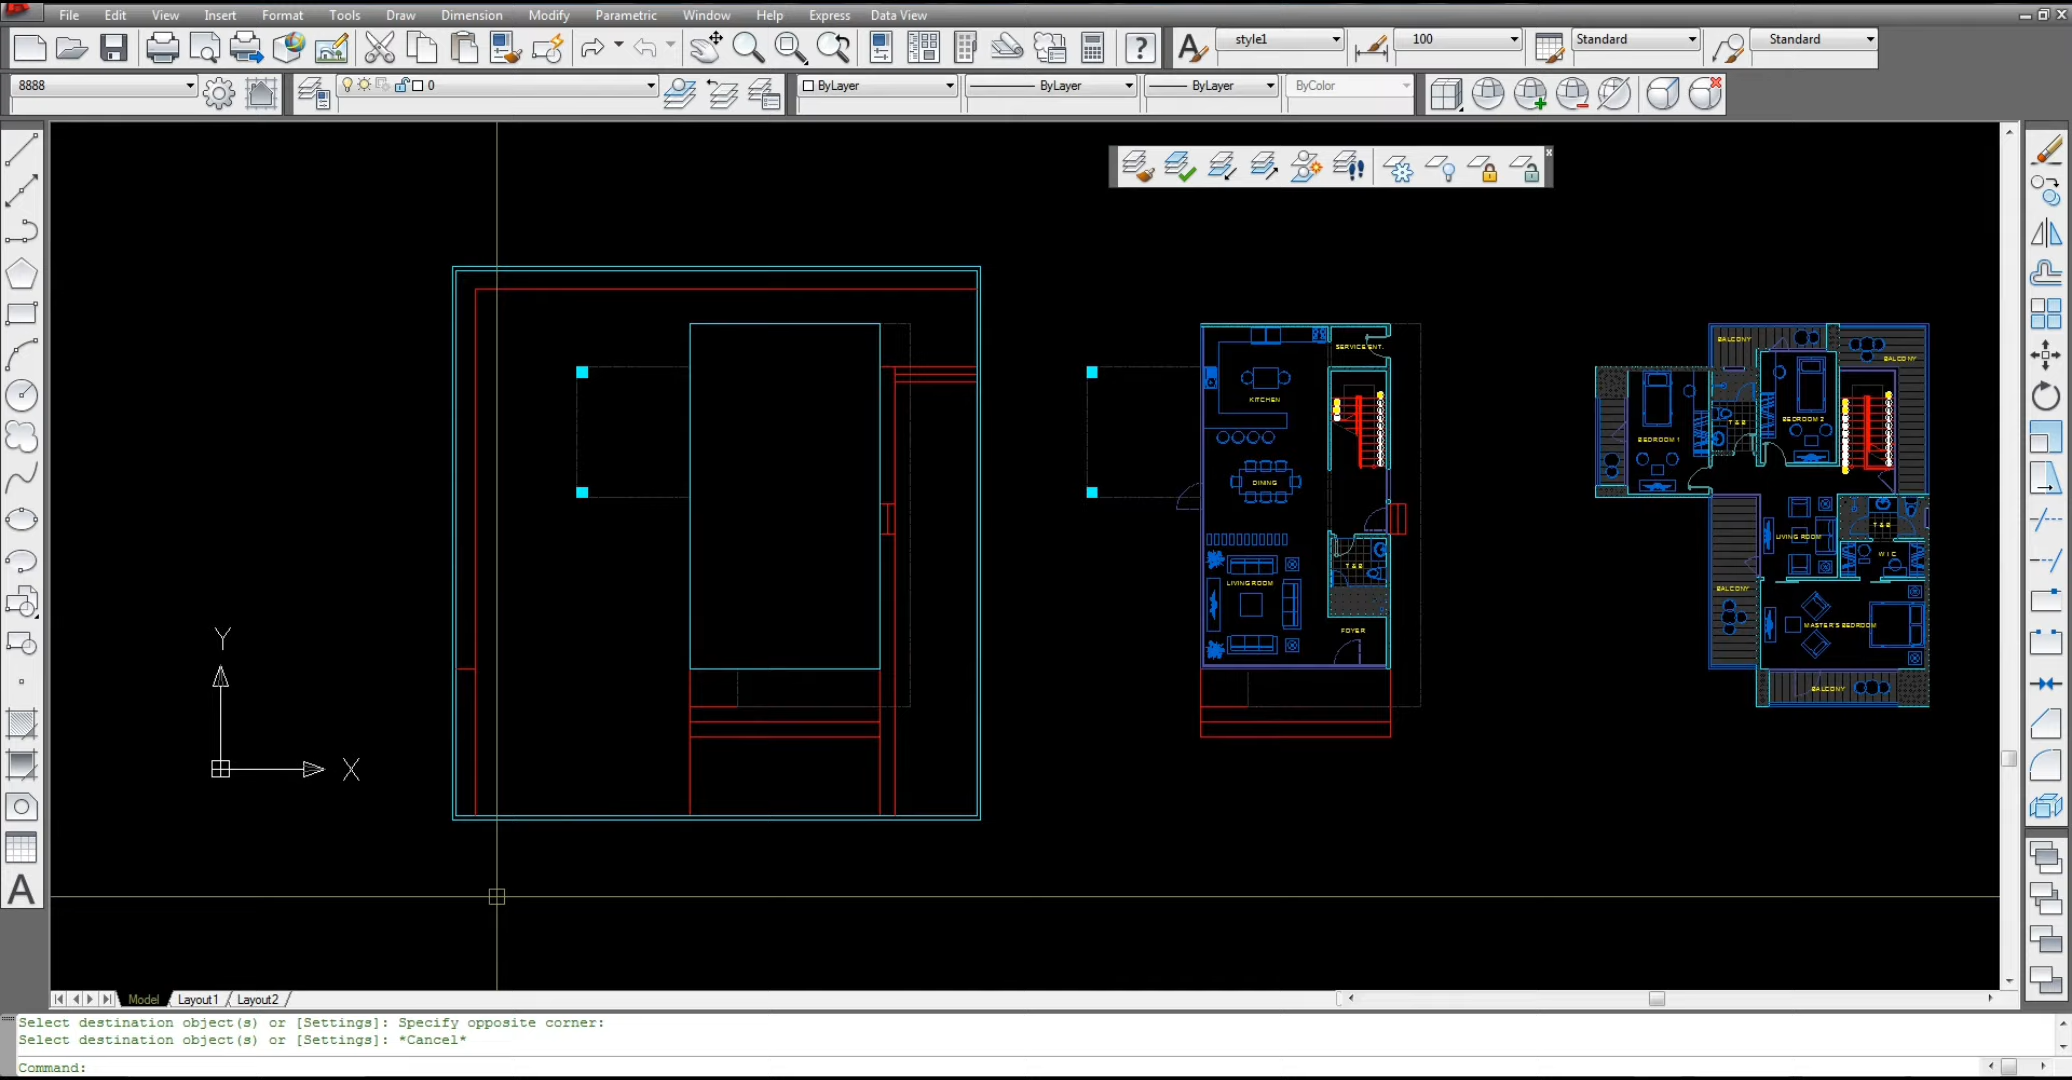 File Edit View Insert Format Tools Draw Dimension Modify Parametric Window Help Express Data View
style1 100 Standard Standard
8888 0 ByLayer ByLayer ByLayer ByColor
SERVICE ENT.
KITCHEN
DINING
T & B
LIVING ROOM
FOYER
BALCONY
BALCONY
BEDROOM 2
T & B
BEDROOM 1
T & B
LIVING ROOM
W I C
BALCONY
MASTER'S BEDROOM
BALCONY
Y
X
Model Layout1 Layout2
Select destination object(s) or [Settings]: Specify opposite corner:
Select destination object(s) or [Settings]: *Cancel*
Command: